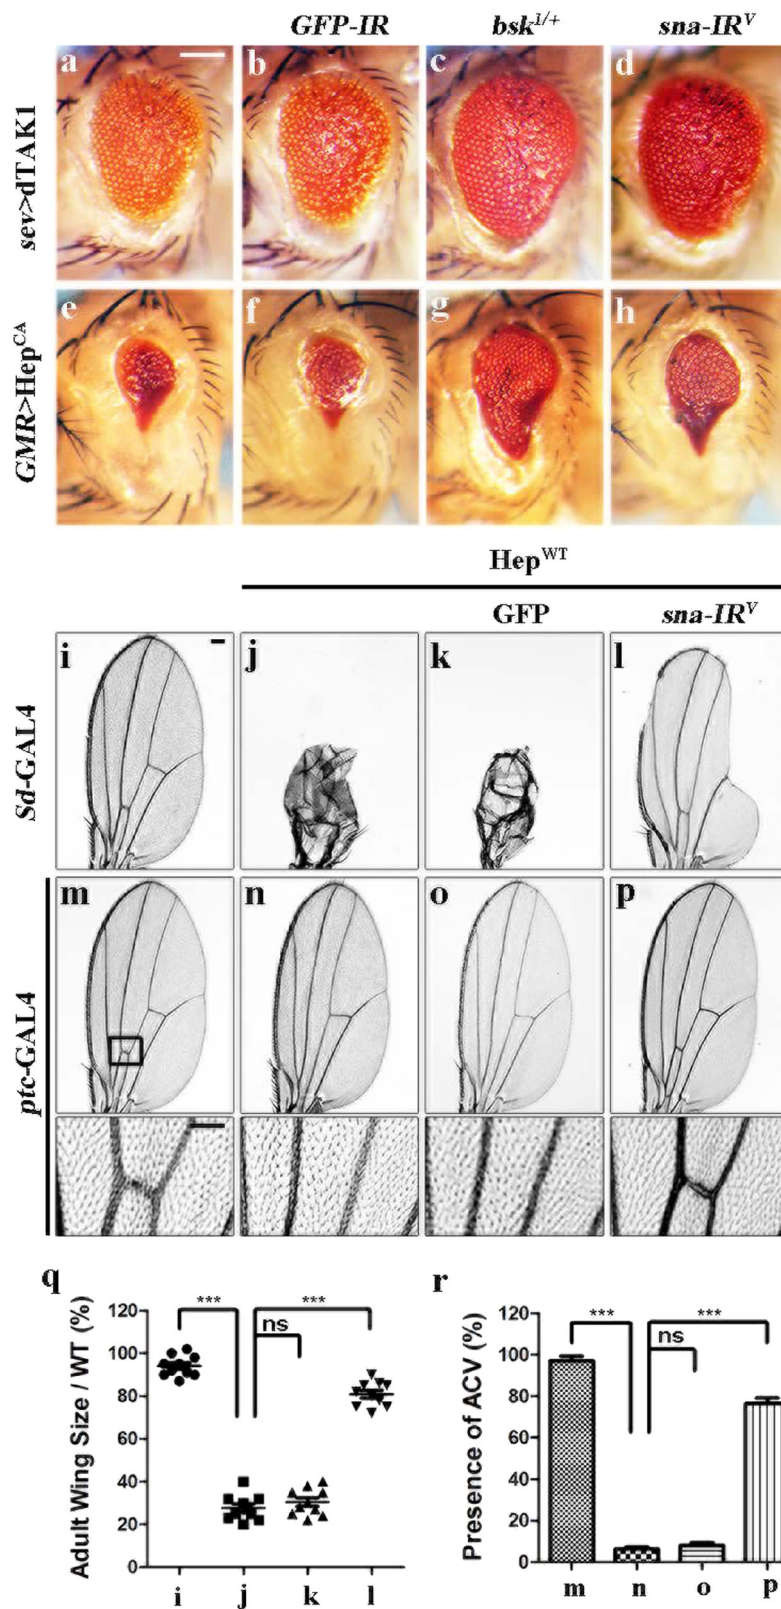 GFP-IR bsk¹/⁺ sna-IRⱽ
sev>dTAK1
a b c d
GMR>Hepᶜᴬ
e f g h
Hepᵂᵀ
GFP sna-IRⱽ
Sd-GAL4
i j k l
ptc-GAL4
m n o p
q
Adult Wing Size / WT (%)
*** ***
ns
120
100
80
60
40
20
0
i j k l
r
Presence of ACV (%)
*** ***
ns
120
100
80
60
40
20
0
m n o p